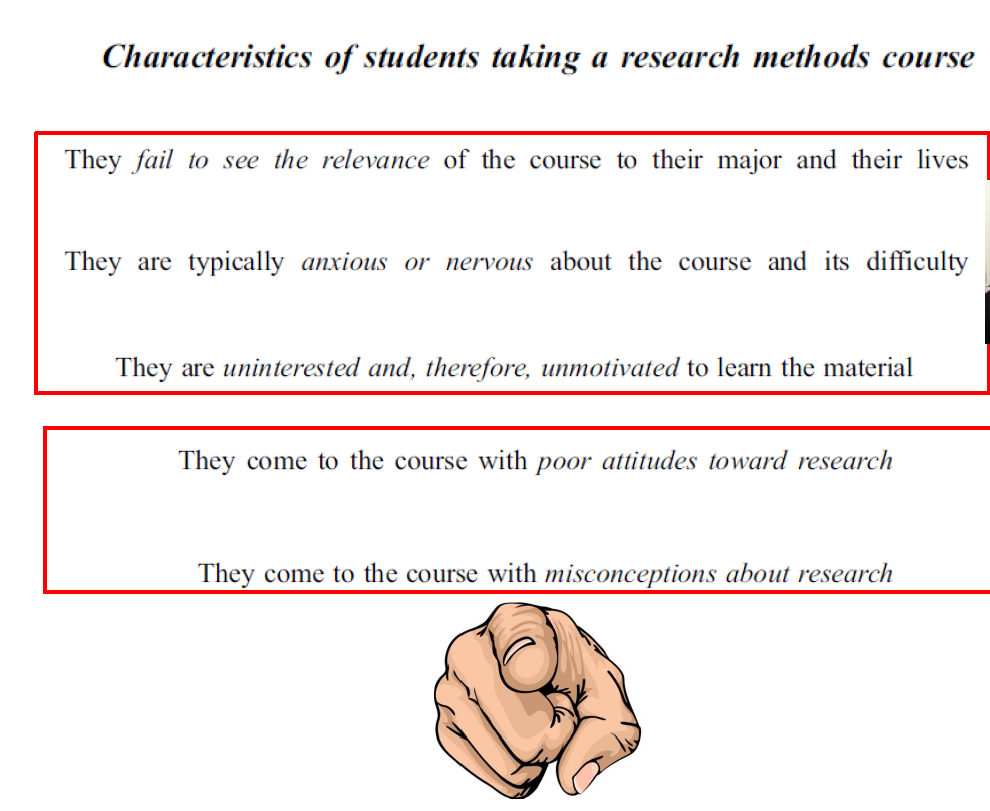 Characteristics of students taking a research methods course
They fail to see the relevance of the course to their major and their lives
They are typically anxious or nervous about the course and its difficulty
They are uninterested and, therefore, unmotivated to learn the material
They come to the course with poor attitudes toward research
They come to the course with misconceptions about research